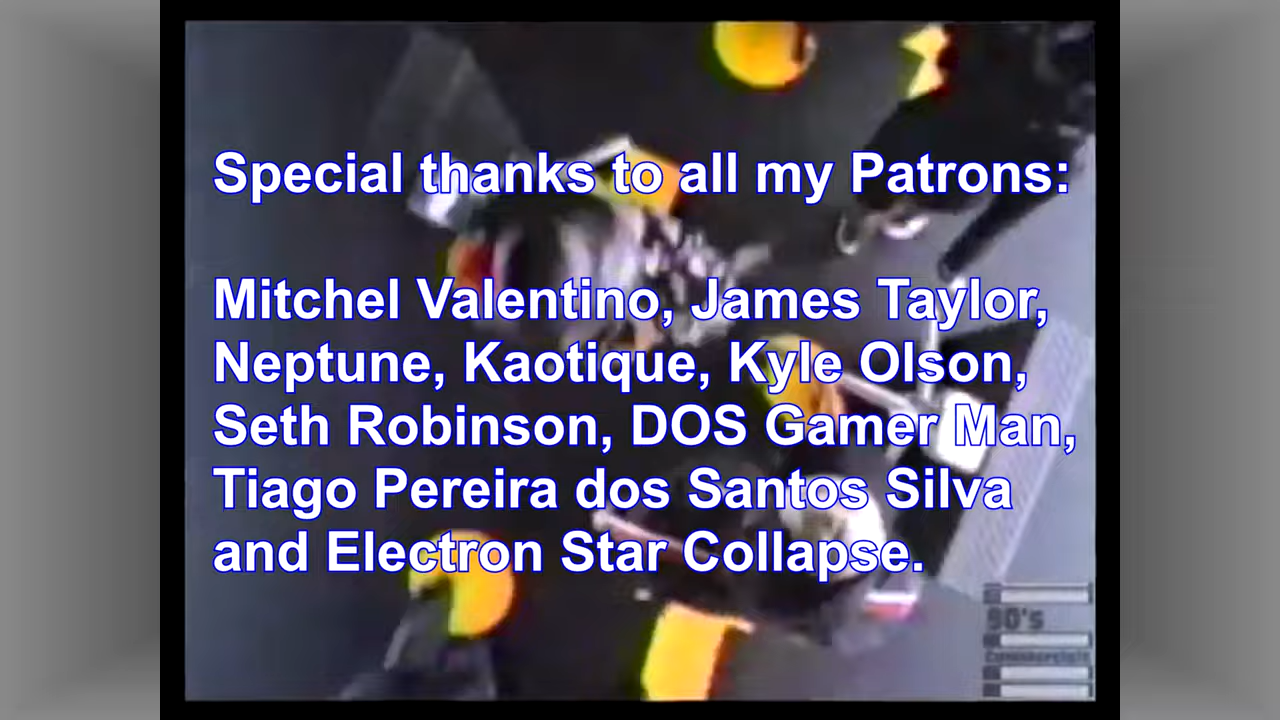 Special thanks to all my Patrons:
Mitchel Valentino, James Taylor,
Neptune, Kaotique, Kyle Olson,
Seth Robinson, DOS Gamer Man,
Tiago Pereira dos Santos Silva
and Electron Star Collapse.
90's
Commercials